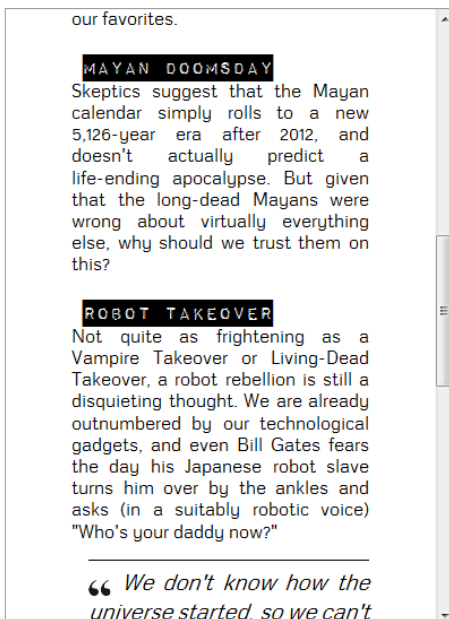 our favorites.
MAYAN DOOMSDAY
Skeptics suggest that the Mayan
calendar simply rolls to a new
5,126-year era after 2012, and
doesn't actually predict a
life-ending apocalypse. But given
that the long-dead Mayans were
wrong about virtually everything
else, why should we trust them on
this?
ROBOT TAKEOVER
Not quite as frightening as a
Vampire Takeover or Living-Dead
Takeover, a robot rebellion is still a
disquieting thought. We are already
outnumbered by our technological
gadgets, and even Bill Gates fears
the day his Japanese robot slave
turns him over by the ankles and
asks (in a suitably robotic voice)
"Who's your daddy now?"
“ We don't know how the
universe started, so we can't